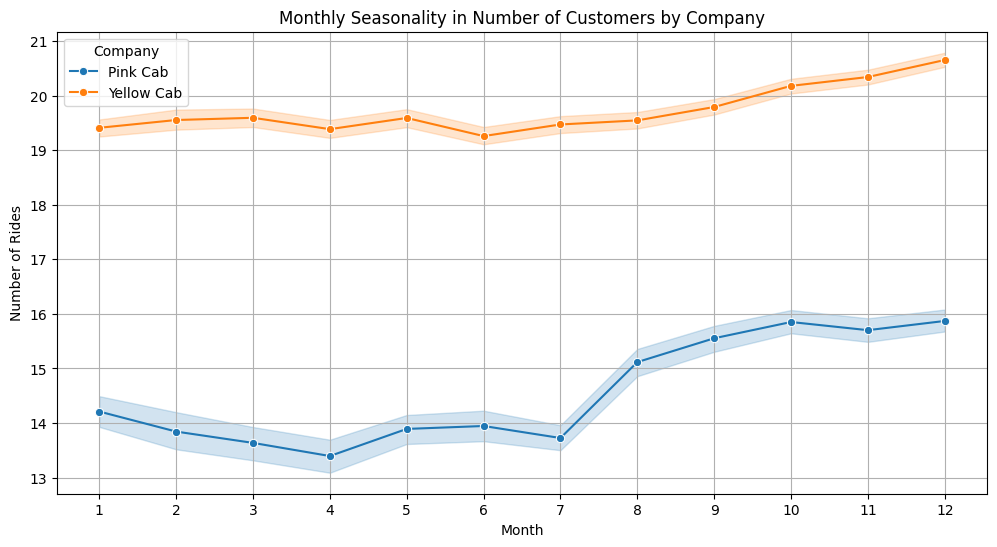 Monthly Seasonality in Number of Customers by Company
Company
Pink Cab
Yellow Cab
Number of Rides
21
20
19
18
17
16
15
14
13
1 2 3 4 5 6 7 8 9 10 11 12
Month